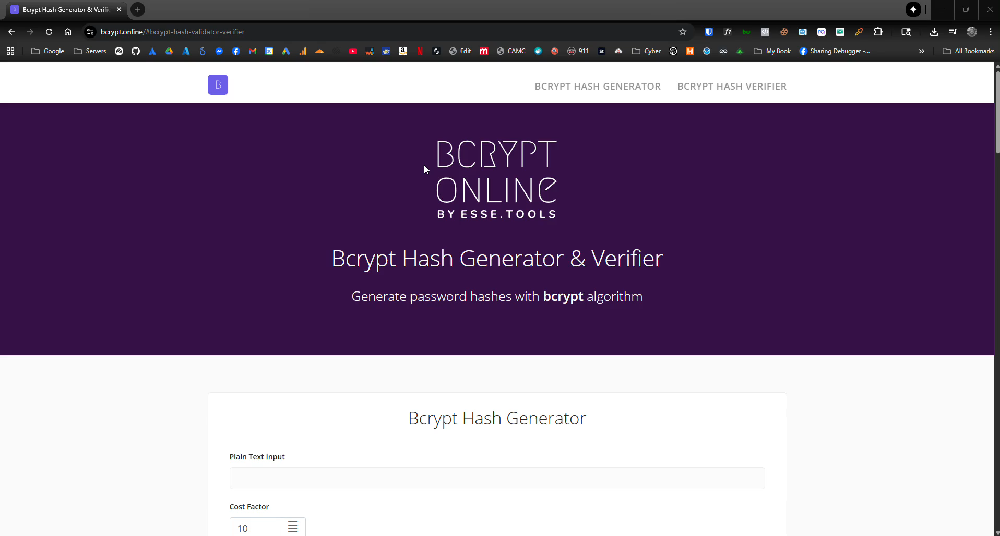 Bcrypt Hash Generator & Verifi
bcrypt.online/#bcrypt-hash-validator-verifier
Google
Servers
Edit
CAMC
911
Cyber
My Book
Sharing Debugger -...
All Bookmarks
B
BCRYPT HASH GENERATOR
BCRYPT HASH VERIFIER
BCRYPT
ONLINE
BY ESSE.TOOLS
Bcrypt Hash Generator & Verifier
Generate password hashes with bcrypt algorithm
Bcrypt Hash Generator
Plain Text Input
Cost Factor
10